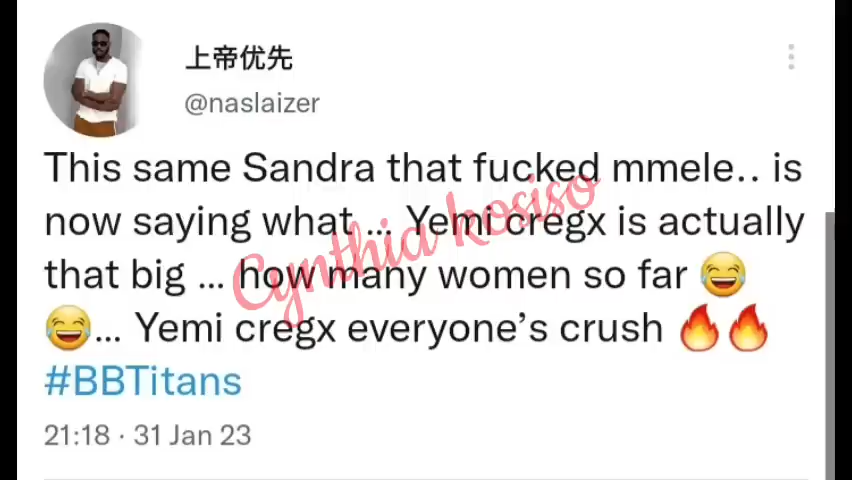 上帝优先
@naslaizer
This same Sandra that fucked mmele.. is
now saying what ... Yemi cregx is actually
that big ... how many women so far 😂
😂... Yemi cregx everyone’s crush 🔥🔥
#BBTitans
21:18 · 31 Jan 23
Cynthia kosiso